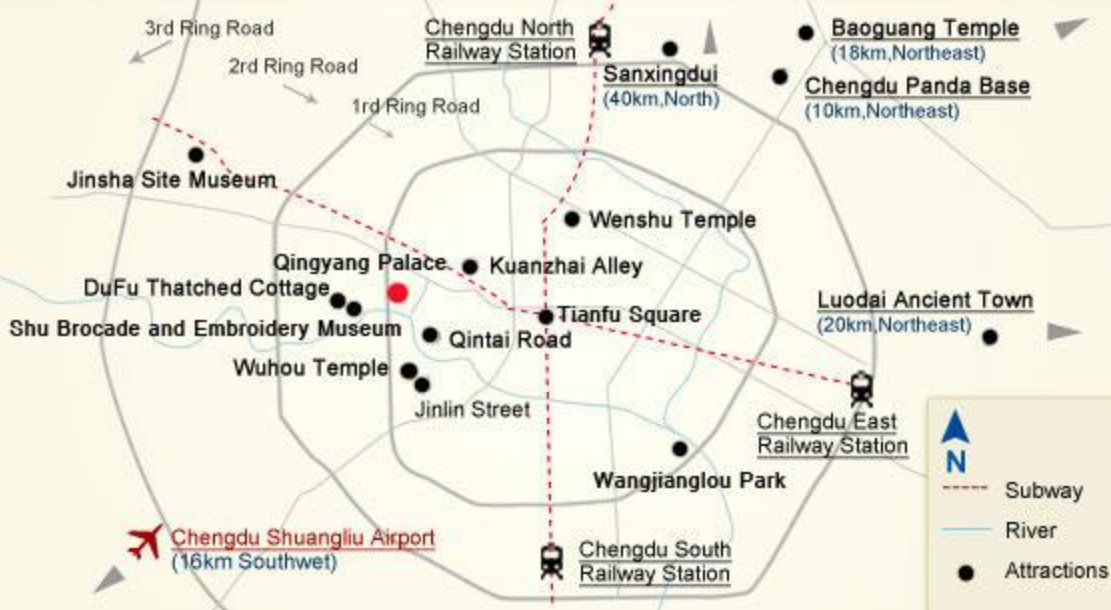 3rd Ring Road
2rd Ring Road
1rd Ring Road
Chengdu North
Railway Station
Sanxingdui
(40km,North)
Baoguang Temple
(18km,Northeast)
Chengdu Panda Base
(10km,Northeast)
Jinsha Site Museum
Wenshu Temple
Qingyang Palace
Kuanzhai Alley
DuFu Thatched Cottage
Shu Brocade and Embroidery Museum
Tianfu Square
Qintai Road
Luodai Ancient Town
(20km,Northeast)
Wuhou Temple
Jinlin Street
Chengdu East
Railway Station
Wangjianglou Park
Chengdu Shuangliu Airport
(16km Southwet)
Chengdu South
Railway Station
N
Subway
River
Attractions